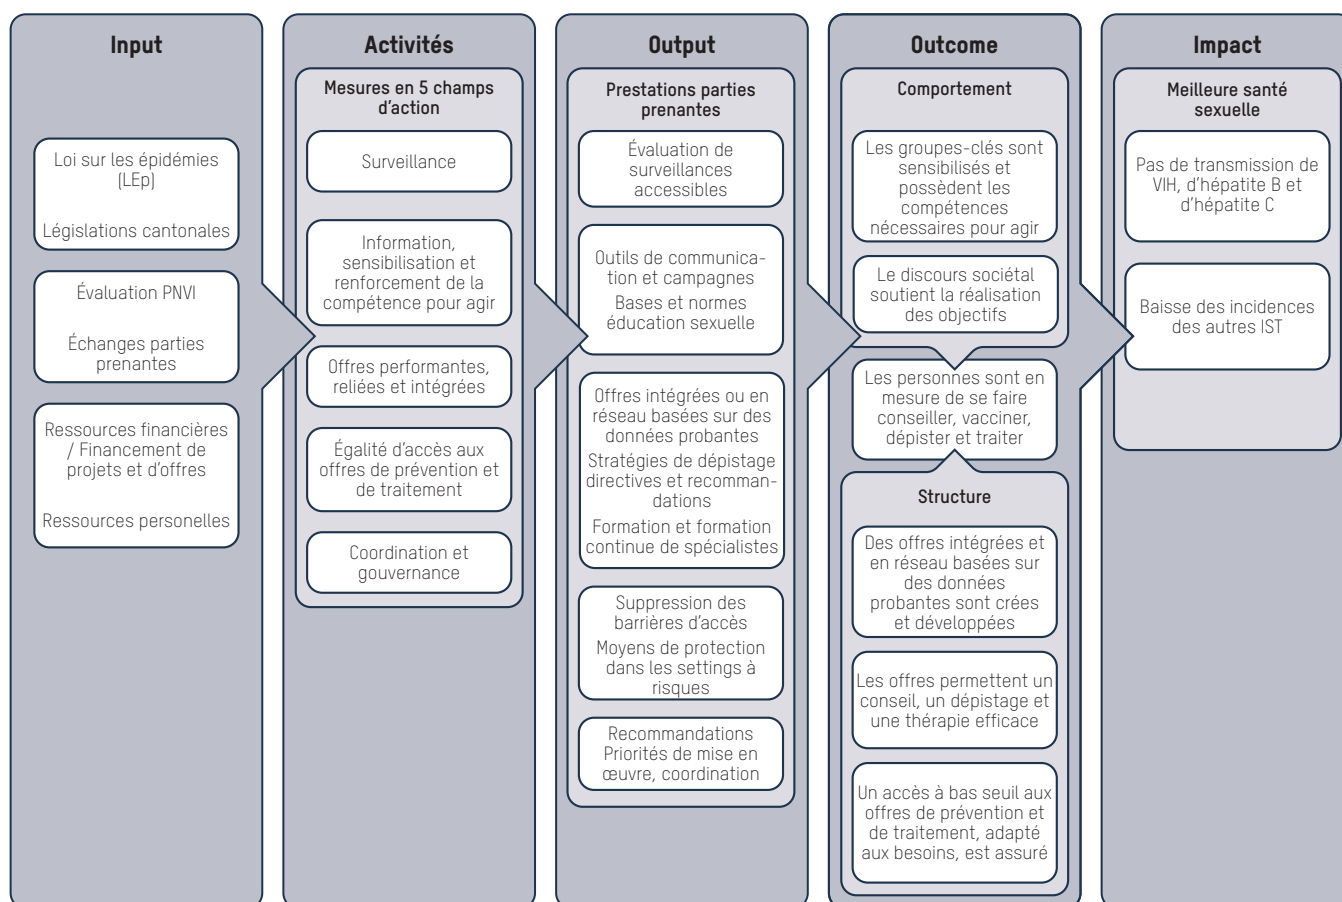 Input
Loi sur les épidémies
(LEp)
Législations cantonales
Évaluation PNVI
Échanges parties
prenantes
Ressources financières
/ Financement de
projets et d'offres
Ressources personelles
Activités
Mesures en 5 champs
d'action
Surveillance
Information,
sensibilisation et
renforcement de la
compétence pour agir
Offres performantes,
reliées et intégrées
Égalité d'accès aux
offres de prévention et
de traitement
Coordination et
gouvernance
Output
Prestations parties
prenantes
Évaluation de
surveillances
accessibles
Outils de communica-
tion et campagnes
Bases et normes
éducation sexuelle
Offres intégrées ou en
réseau basées sur des
données probantes
Stratégies de dépistage
directives et recomman-
dations
Formation et formation
continue de spécialistes
Suppression des
barrières d'accès
Moyens de protection
dans les settings à
risques
Recommandations
Priorités de mise en
œuvre, coordination
Outcome
Comportement
Les groupes-clés sont
sensibilisés et
possèdent les
compétences
nécessaires pour agir
Le discours sociétal
soutient la réalisation
des objectifs
Les personnes sont en
mesure de se faire
conseiller, vacciner,
dépister et traiter
Structure
Des offres intégrées et
en réseau basées sur
des données
probantes sont crées
et développées
Les offres permettent un
conseil, un dépistage et
une thérapie efficace
Un accès à bas seuil aux
offres de prévention et
de traitement, adapté
aux besoins, est assuré
Impact
Meilleure santé
sexuelle
Pas de transmission de
VIH, d'hépatite B et
d'hépatite C
Baisse des incidences
des autres IST